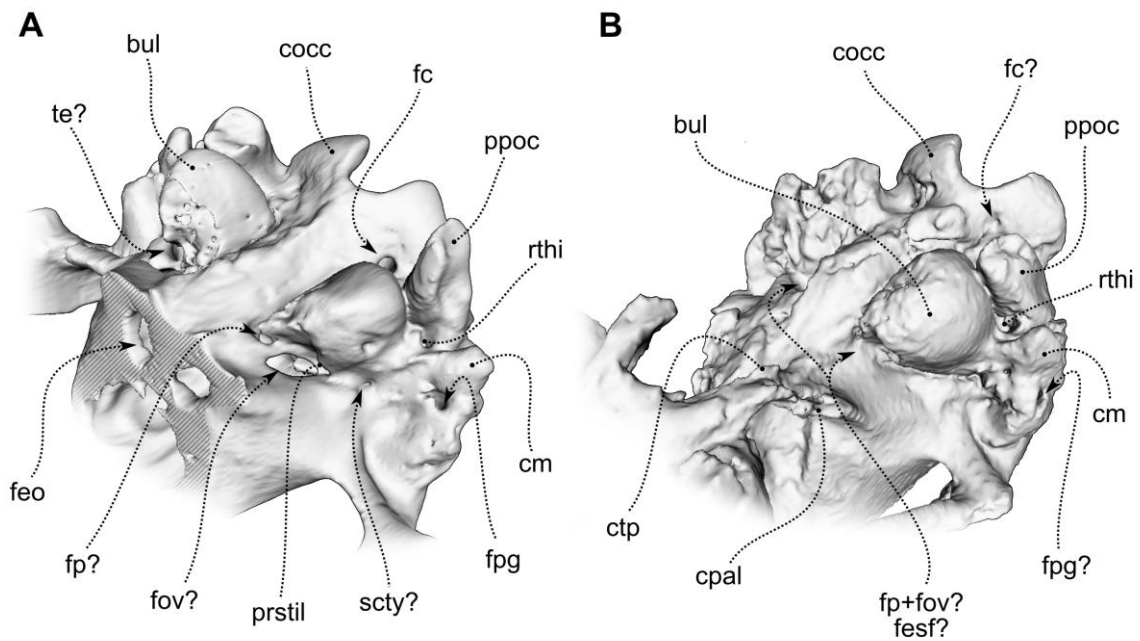 A
bul
cocc
fc
te?
ppoc
rthi
feo
cm
fp?
fpg
fov?
prstil
scty?
B
cocc
fc?
bul
ppoc
rthi
cm
ctp
fpg?
cpal
fp+fov?
fesf?